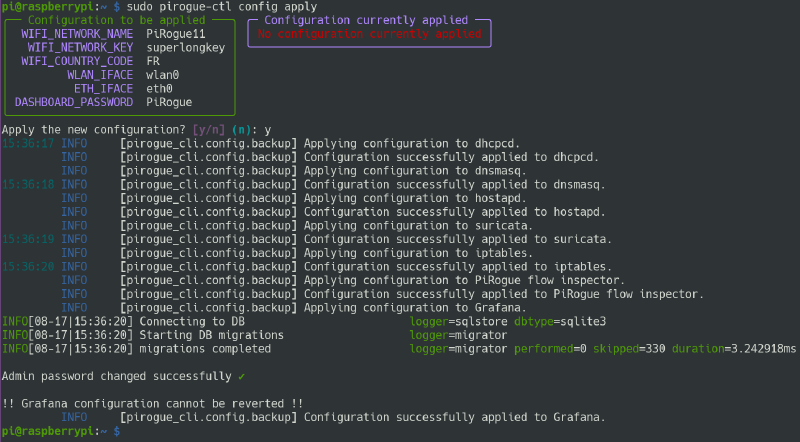 pi@raspberrypi:~ $ sudo pirogue-ctl config apply
Configuration to be applied
WIFI_NETWORK_NAME PiRogue11
WIFI_NETWORK_KEY superlongkey
WIFI_COUNTRY_CODE FR
WLAN_IFACE wlan0
ETH_IFACE eth0
DASHBOARD_PASSWORD PiRogue
Configuration currently applied
No configuration currently applied
Apply the new configuration? [y/n] (n): y
15:36:17 INFO [pirogue_cli.config.backup] Applying configuration to dhcpcd.
INFO [pirogue_cli.config.backup] Configuration successfully applied to dhcpcd.
INFO [pirogue_cli.config.backup] Applying configuration to dnsmasq.
15:36:18 INFO [pirogue_cli.config.backup] Configuration successfully applied to dnsmasq.
INFO [pirogue_cli.config.backup] Applying configuration to hostapd.
INFO [pirogue_cli.config.backup] Configuration successfully applied to hostapd.
INFO [pirogue_cli.config.backup] Applying configuration to suricata.
15:36:19 INFO [pirogue_cli.config.backup] Configuration successfully applied to suricata.
INFO [pirogue_cli.config.backup] Applying configuration to iptables.
15:36:20 INFO [pirogue_cli.config.backup] Configuration successfully applied to iptables.
INFO [pirogue_cli.config.backup] Applying configuration to PiRogue flow inspector.
INFO [pirogue_cli.config.backup] Configuration successfully applied to PiRogue flow inspector.
INFO [pirogue_cli.config.backup] Applying configuration to Grafana.
INFO[08-17|15:36:20] Connecting to DB logger=sqlstore dbtype=sqlite3
INFO[08-17|15:36:20] Starting DB migrations logger=migrator
INFO[08-17|15:36:20] migrations completed logger=migrator performed=0 skipped=330 duration=3.242918ms
Admin password changed successfully ✔
!! Grafana configuration cannot be reverted !!
INFO [pirogue_cli.config.backup] Configuration successfully applied to Grafana.
pi@raspberrypi:~ $